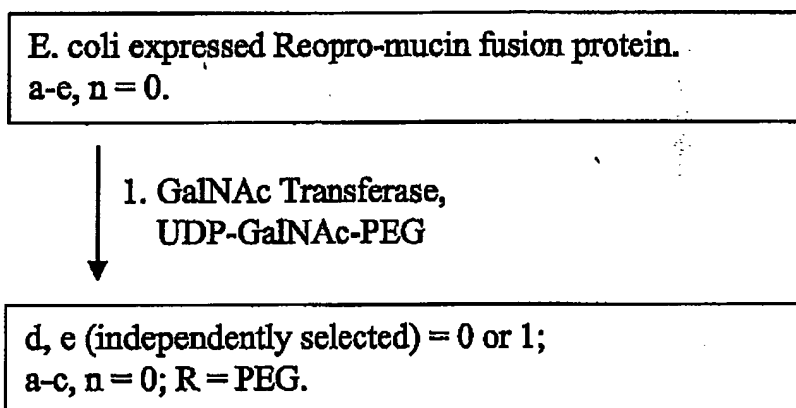 E. coli expressed Reopro-mucin fusion protein.
a-e, n = 0.
1. GalNAc Transferase,
UDP-GalNAc-PEG
d, e (independently selected) = 0 or 1;
a-c, n = 0; R = PEG.